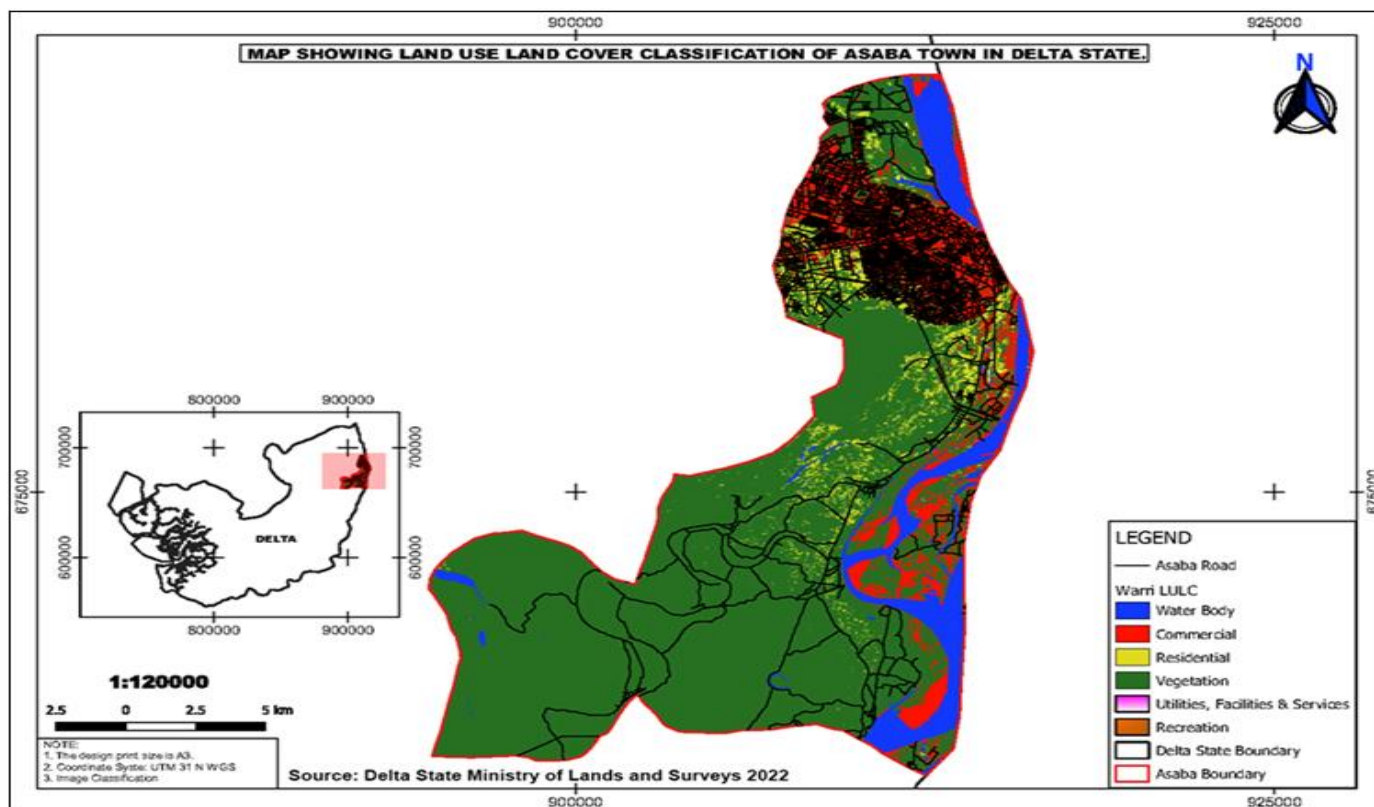 900000
925000
MAP SHOWING LAND USE LAND COVER CLASSIFICATION OF ASABA TOWN IN DELTA STATE.
N
800000
900000
700000
700000
675000
675000
DELTA
600000
600000
800000
900000
1:120000
2.5 0 2.5 5 km
NOTE:
1. The design print size is A3.
2. Coordinate Syste: UTM 31 N WGS
3. Image Classification
Source: Delta State Ministry of Lands and Surveys 2022
LEGEND
Asaba Road
Warri LULC
Water Body
Commercial
Residential
Vegetation
Utilities, Facilities & Services
Recreation
Delta State Boundary
Asaba Boundary
900000
925000